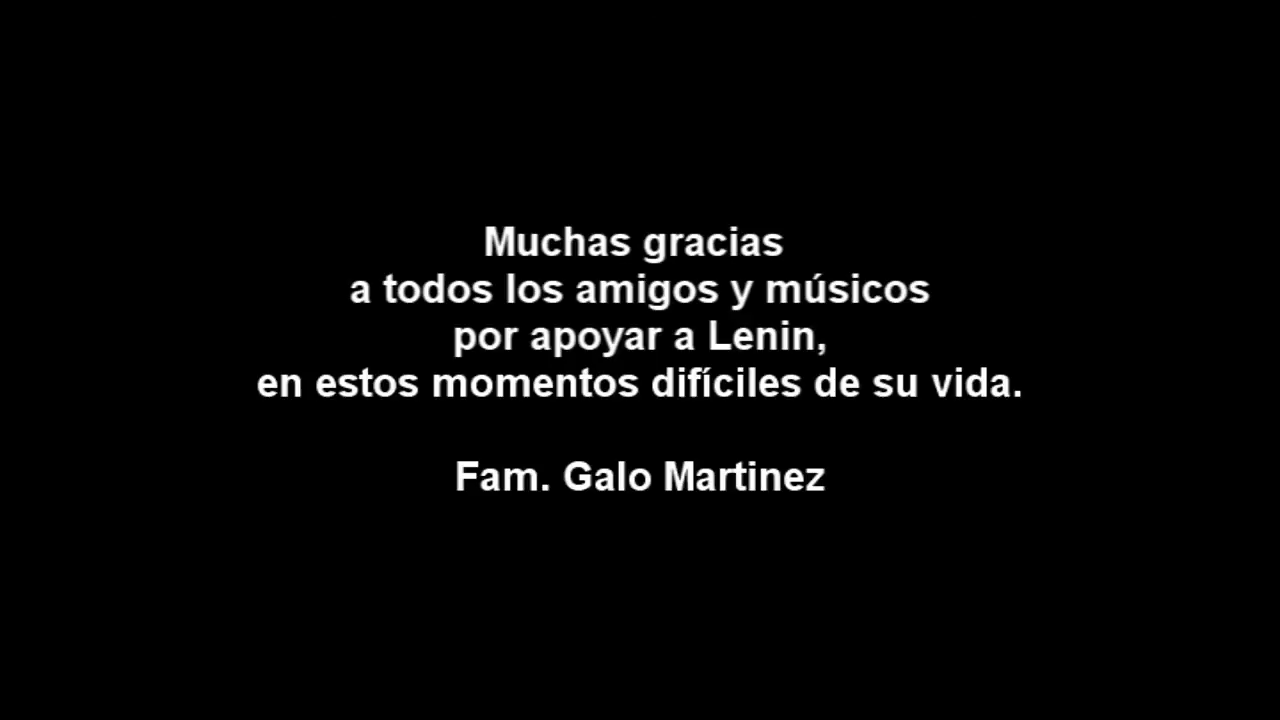 Muchas gracias
a todos los amigos y músicos
por apoyar a Lenin,
en estos momentos difíciles de su vida.
Fam. Galo Martinez